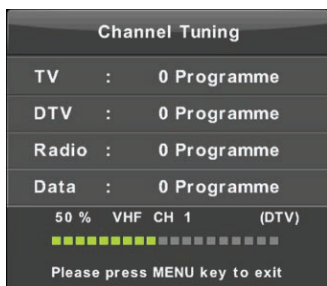 Channel Tuning
TV : 0 Programme
DTV : 0 Programme
Radio : 0 Programme
Data : 0 Programme
50 % VHF CH 1 (DTV)
Please press MENU key to exit